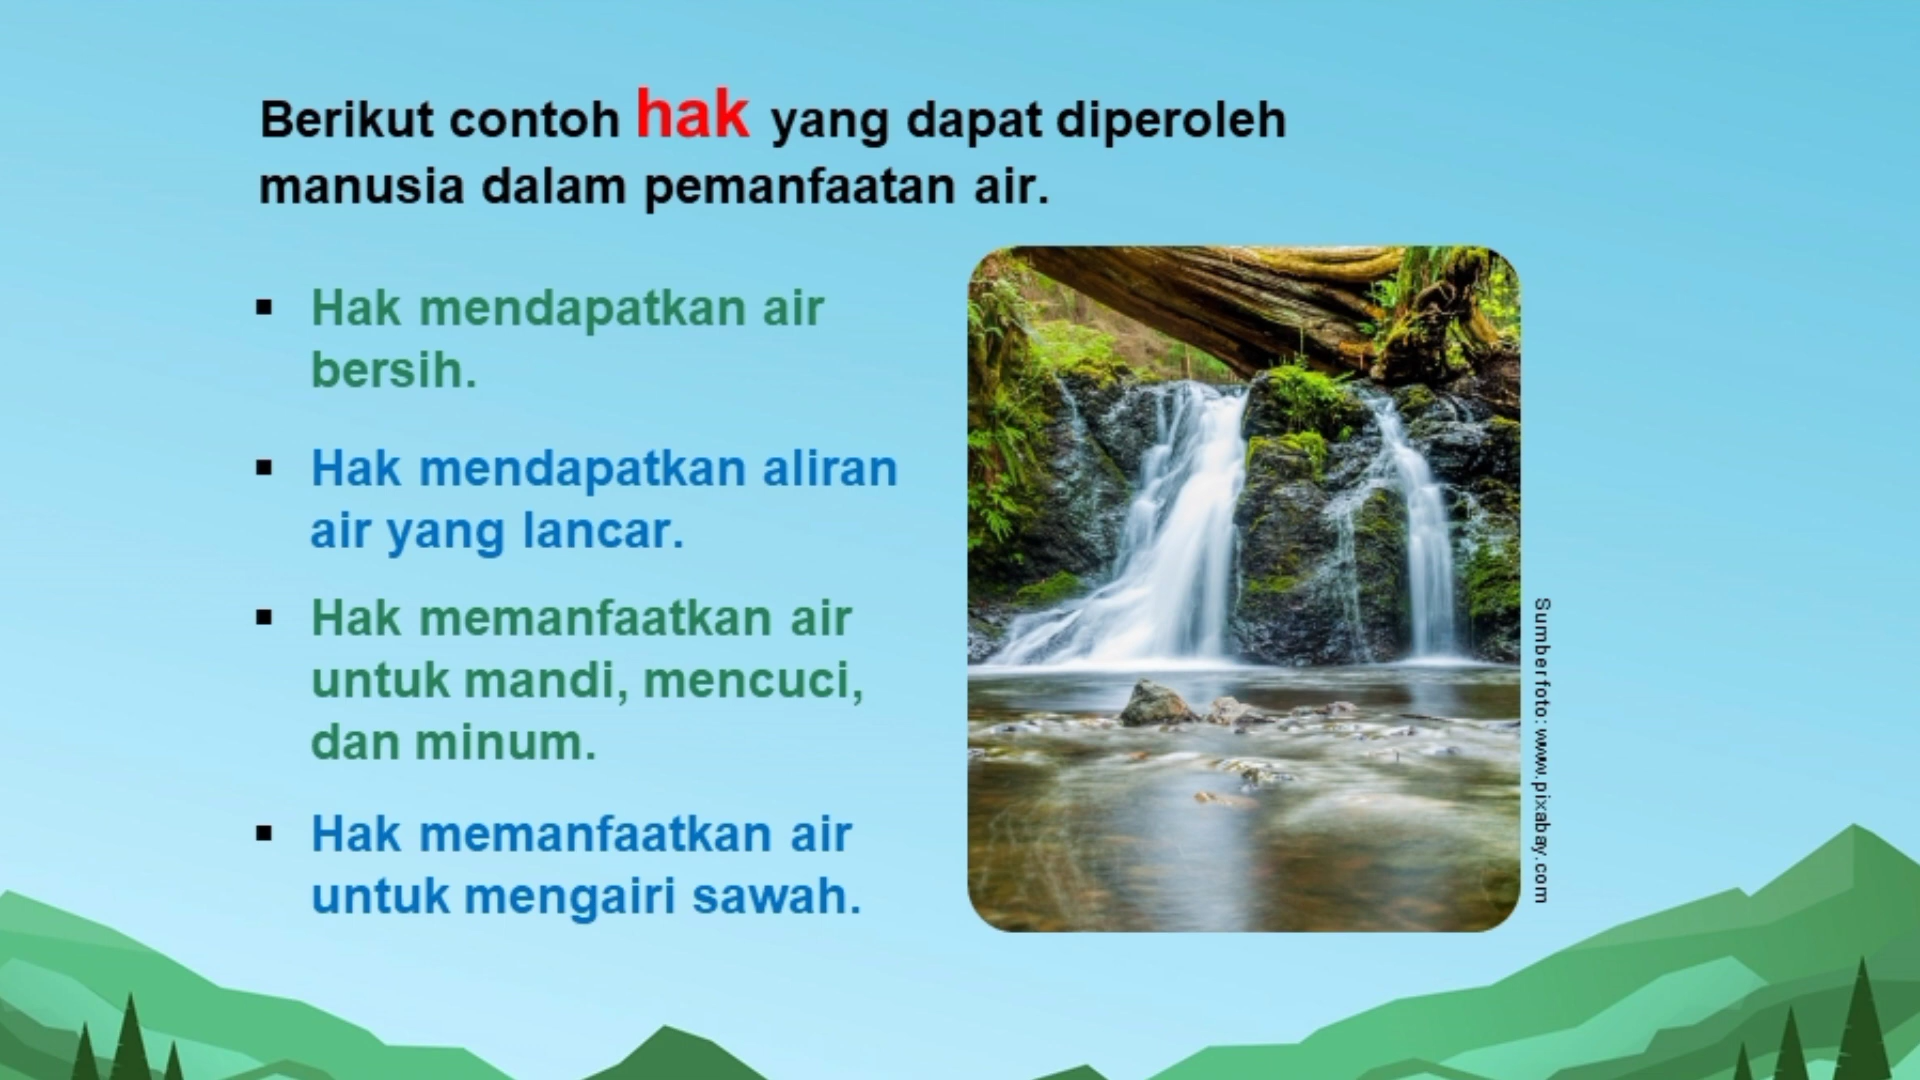 Berikut contoh hak yang dapat diperoleh
manusia dalam pemanfaatan air.
▪ Hak mendapatkan air
bersih.
▪ Hak mendapatkan aliran
air yang lancar.
▪ Hak memanfaatkan air
untuk mandi, mencuci,
dan minum.
▪ Hak memanfaatkan air
untuk mengairi sawah.
Sumber foto: www.pixabay.com